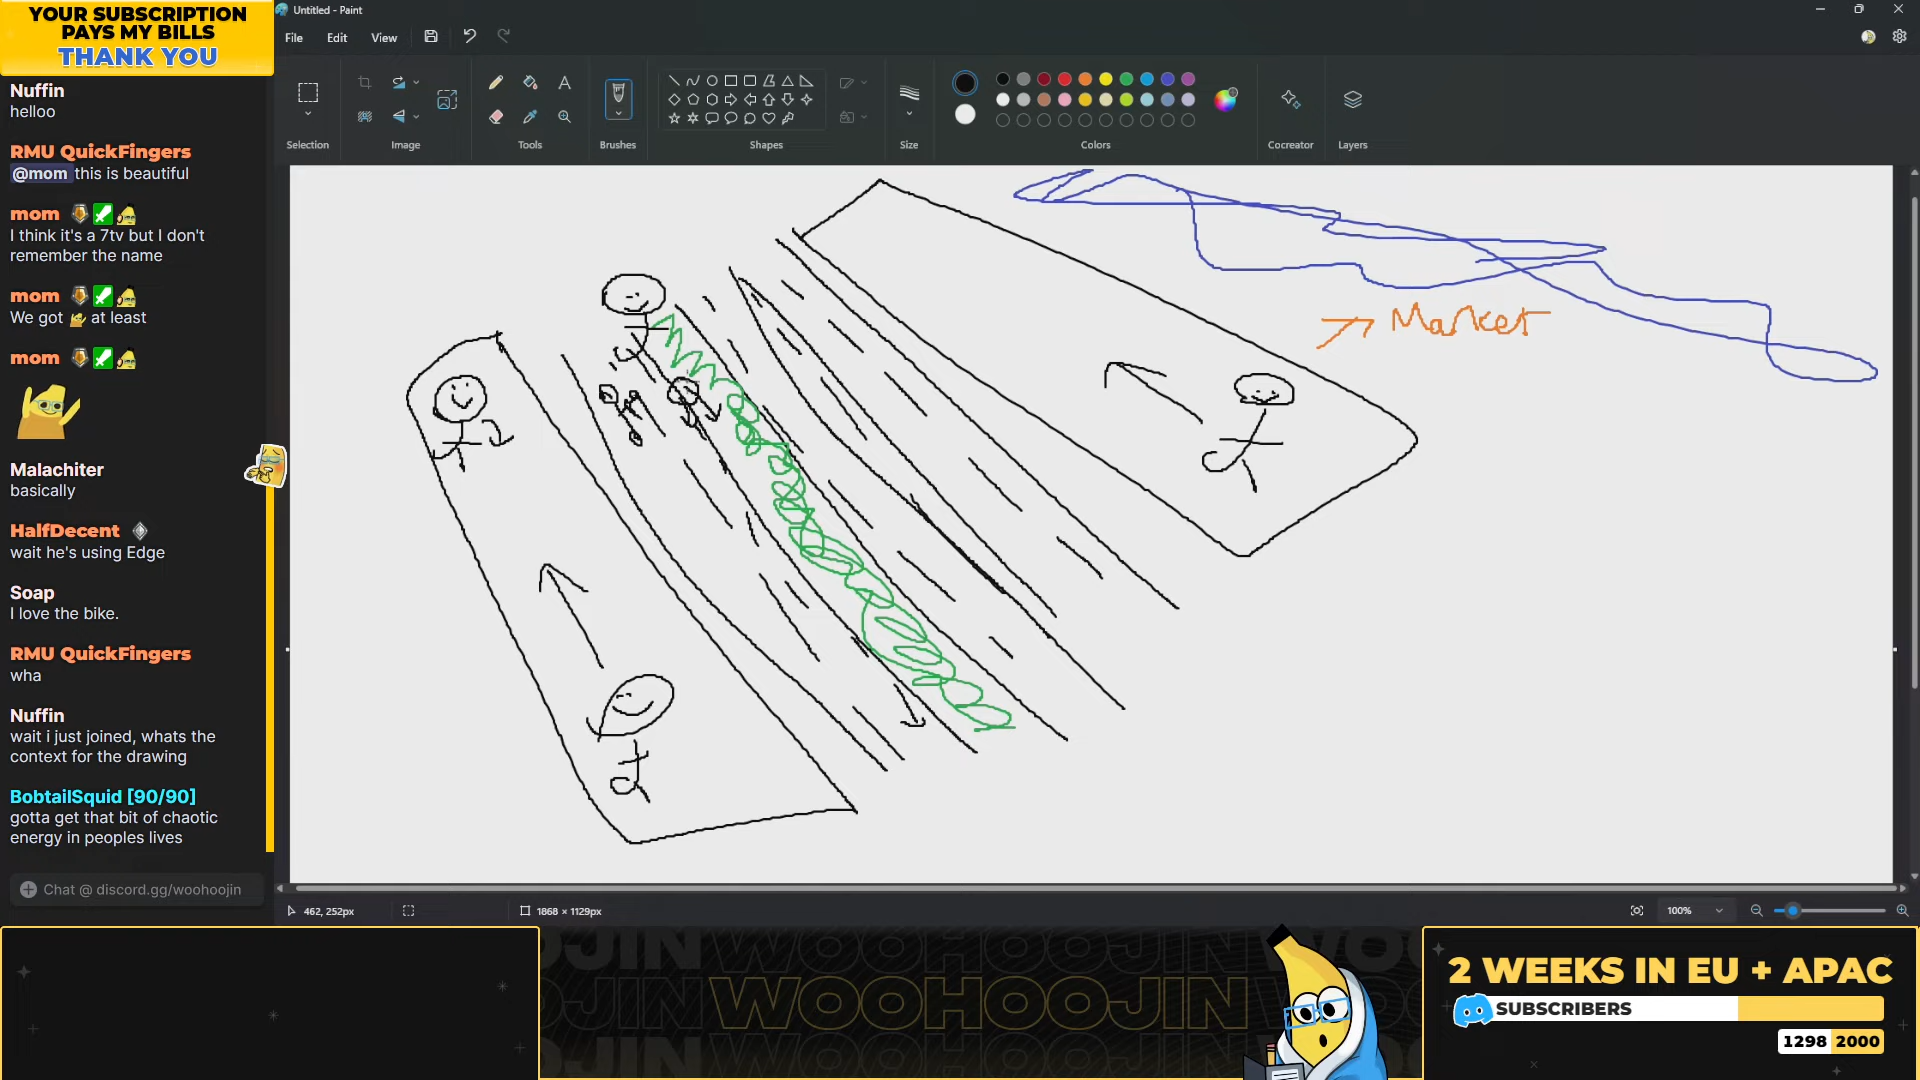 YOUR SUBSCRIPTION
PAYS MY BILLS
THANK YOU
Nuffin
helloo
RMU QuickFingers
@mom this is beautiful
mom
I think it's a 7tv but I don't
remember the name
mom
We got at least
mom
Malachiter
basically
HalfDecent
wait he's using Edge
Soap
I love the bike.
RMU QuickFingers
wha
Nuffin
wait i just joined, whats the
context for the drawing
BobtailSquid [90/90]
gotta get that bit of chaotic
energy in peoples lives
Chat @ discord.gg/woohoojin
Untitled - Paint
File Edit View
Selection Image Tools Brushes Shapes Size Colors Cocreator Layers
Market
462, 252px
1868 × 1129px
100%
WOOHOOJIN
2 WEEKS IN EU + APAC
SUBSCRIBERS
1298 2000